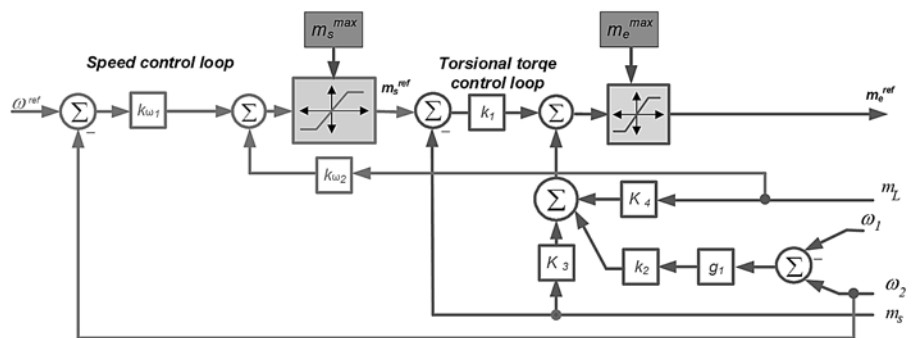 m_s^max
m_e^max
Speed control loop
Torsional torqe
control loop
m_s^ref
m_e^ref
ω^ref
Σ
−
k_ω1
Σ
Σ
−
k_1
Σ
k_ω2
Σ
K_4
m_L
ω_1
K_3
k_2
g_1
Σ
−
ω_2
m_s